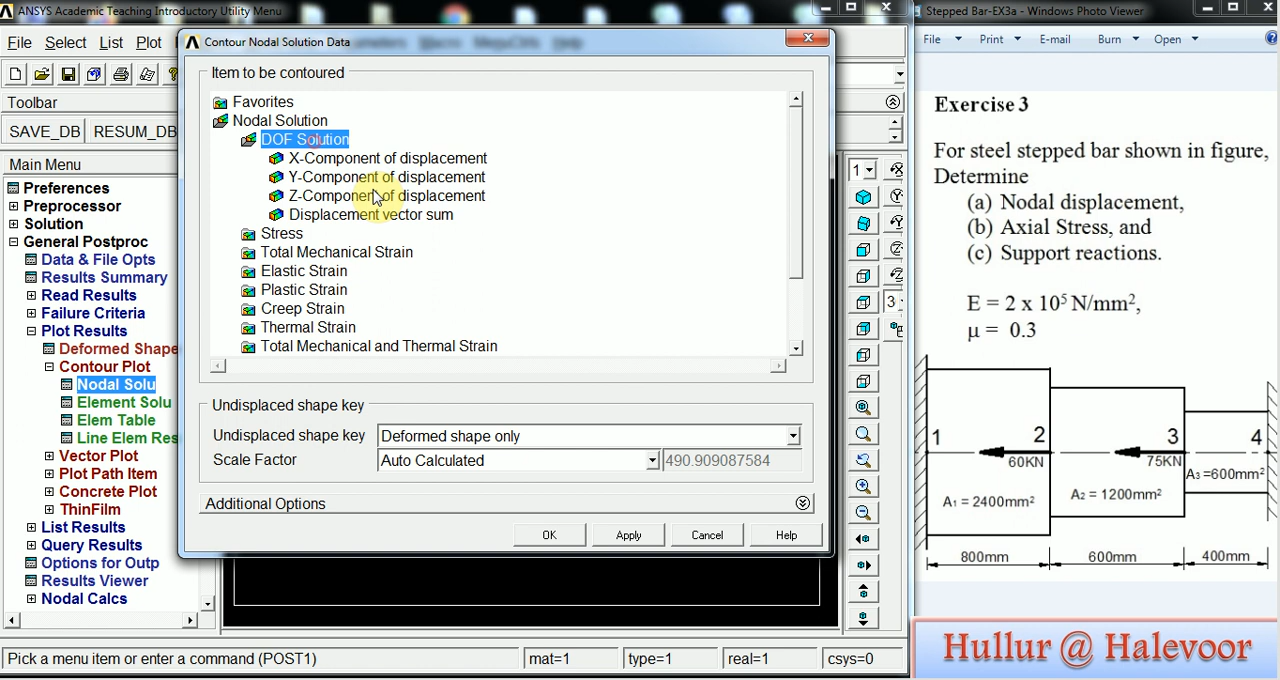 ANSYS Academic Teaching Introductory Utility Menu
File Select List Plot
Toolbar
SAVE_DB RESUM_DB
Main Menu
Preferences
Preprocessor
Solution
General Postproc
Data & File Opts
Results Summary
Read Results
Failure Criteria
Plot Results
Deformed Shape
Contour Plot
Nodal Solu
Element Solu
Elem Table
Line Elem Res
Vector Plot
Plot Path Item
Concrete Plot
ThinFilm
List Results
Query Results
Options for Outp
Results Viewer
Nodal Calcs
Contour Nodal Solution Data
Item to be contoured
Favorites
Nodal Solution
DOF Solution
X-Component of displacement
Y-Component of displacement
Z-Component of displacement
Displacement vector sum
Stress
Total Mechanical Strain
Elastic Strain
Plastic Strain
Creep Strain
Thermal Strain
Total Mechanical and Thermal Strain
Undisplaced shape key
Undisplaced shape key Deformed shape only
Scale Factor Auto Calculated 490.909087584
Additional Options
OK Apply Cancel Help
1
3
Pick a menu item or enter a command (POST1) mat=1 type=1 real=1 csys=0
Stepped Bar-EX3a - Windows Photo Viewer
File Print E-mail Burn Open
Exercise 3
For steel stepped bar shown in figure,
Determine
(a) Nodal displacement,
(b) Axial Stress, and
(c) Support reactions.
E = 2 x 10⁵ N/mm²,
μ = 0.3
1 2 3 4
60KN 75KN
A₁ = 2400mm² A₂ = 1200mm² A₃ =600mm²
800mm 600mm 400mm
Hullur @ Halevoor